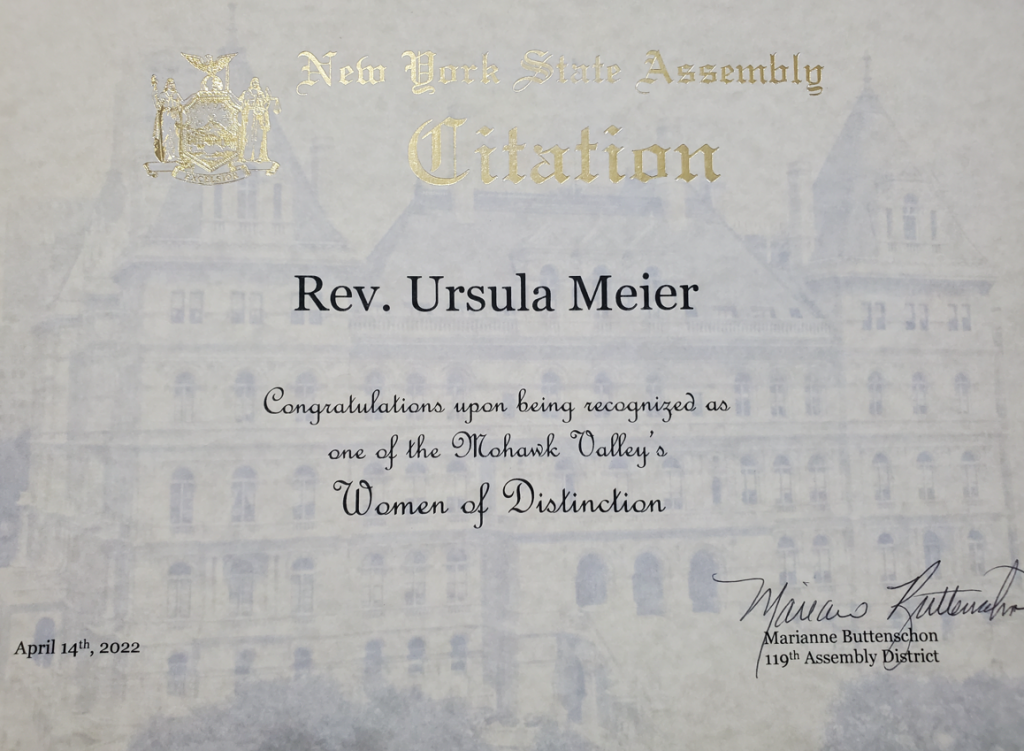 New York State Assembly
Citation
Rev. Ursula Meier
Congratulations upon being recognized as
one of the Mohawk Valley's
Women of Distinction
April 14th, 2022
Marianne Buttenschon
Marianne Buttenschon
119th Assembly District